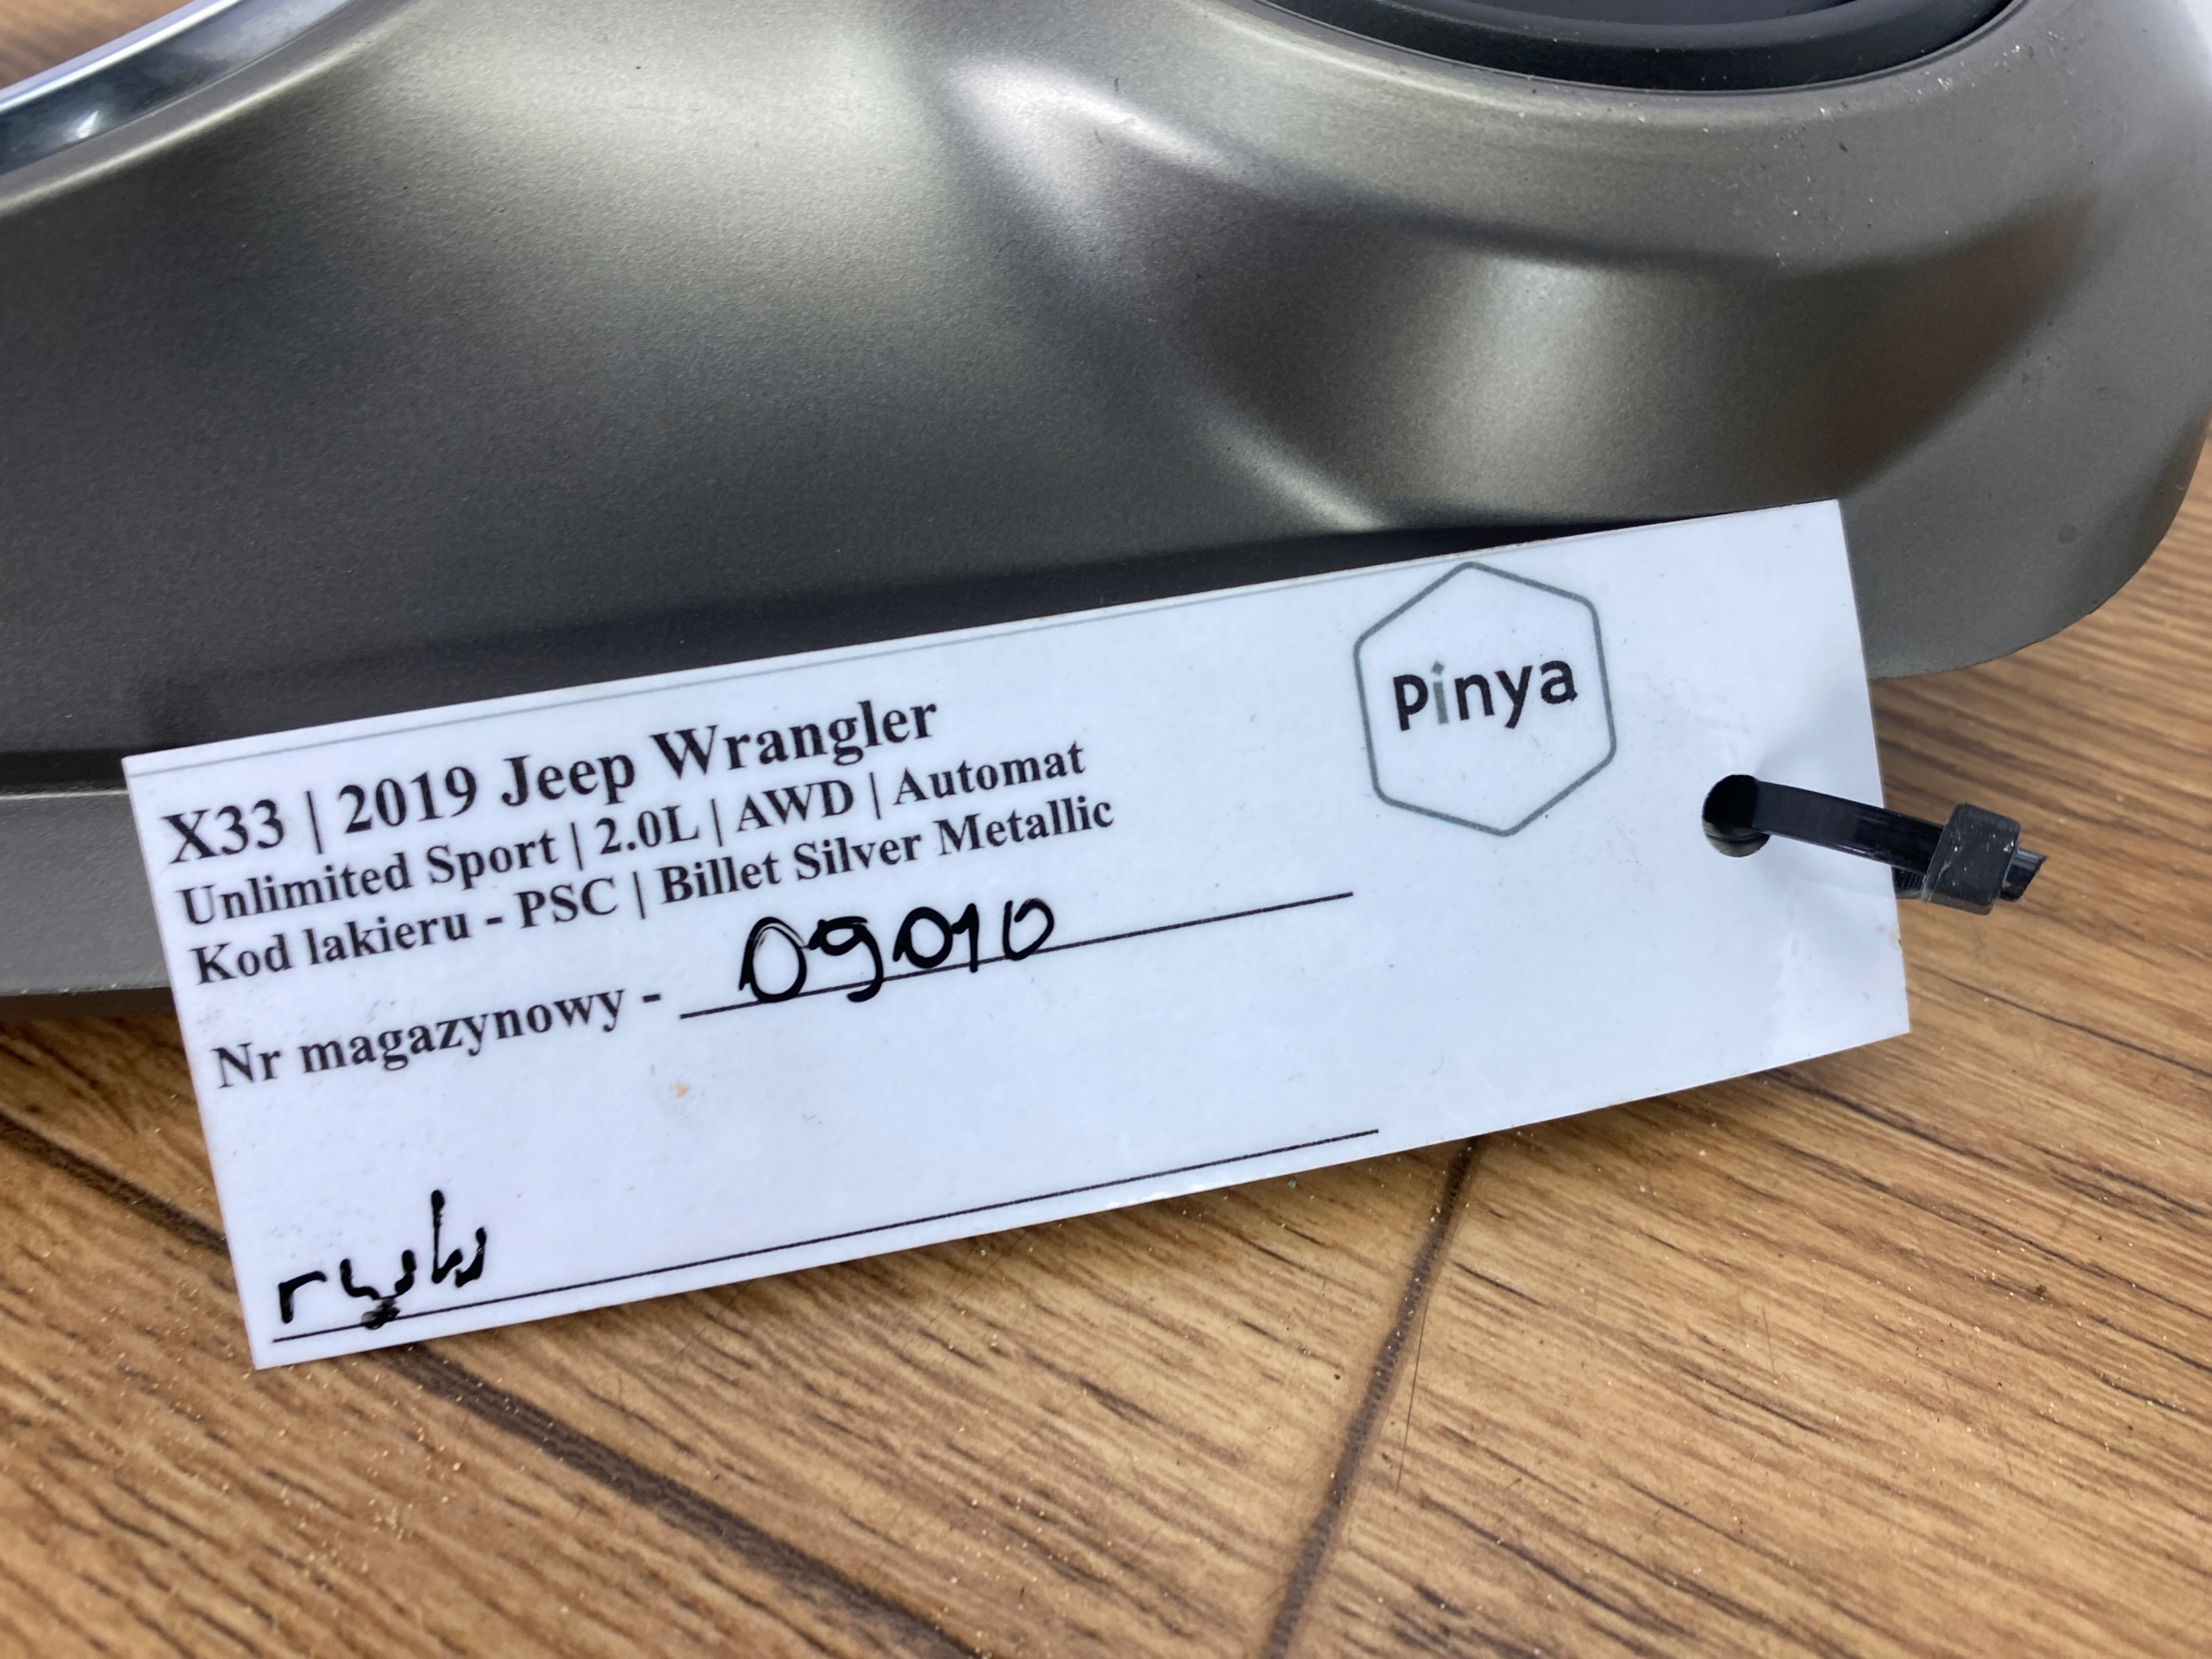 Pinya
X33 | 2019 Jeep Wrangler
Unlimited Sport | 2.0L | AWD | Automat
Kod lakieru - PSC | Billet Silver Metallic
Nr magazynowy - 09010